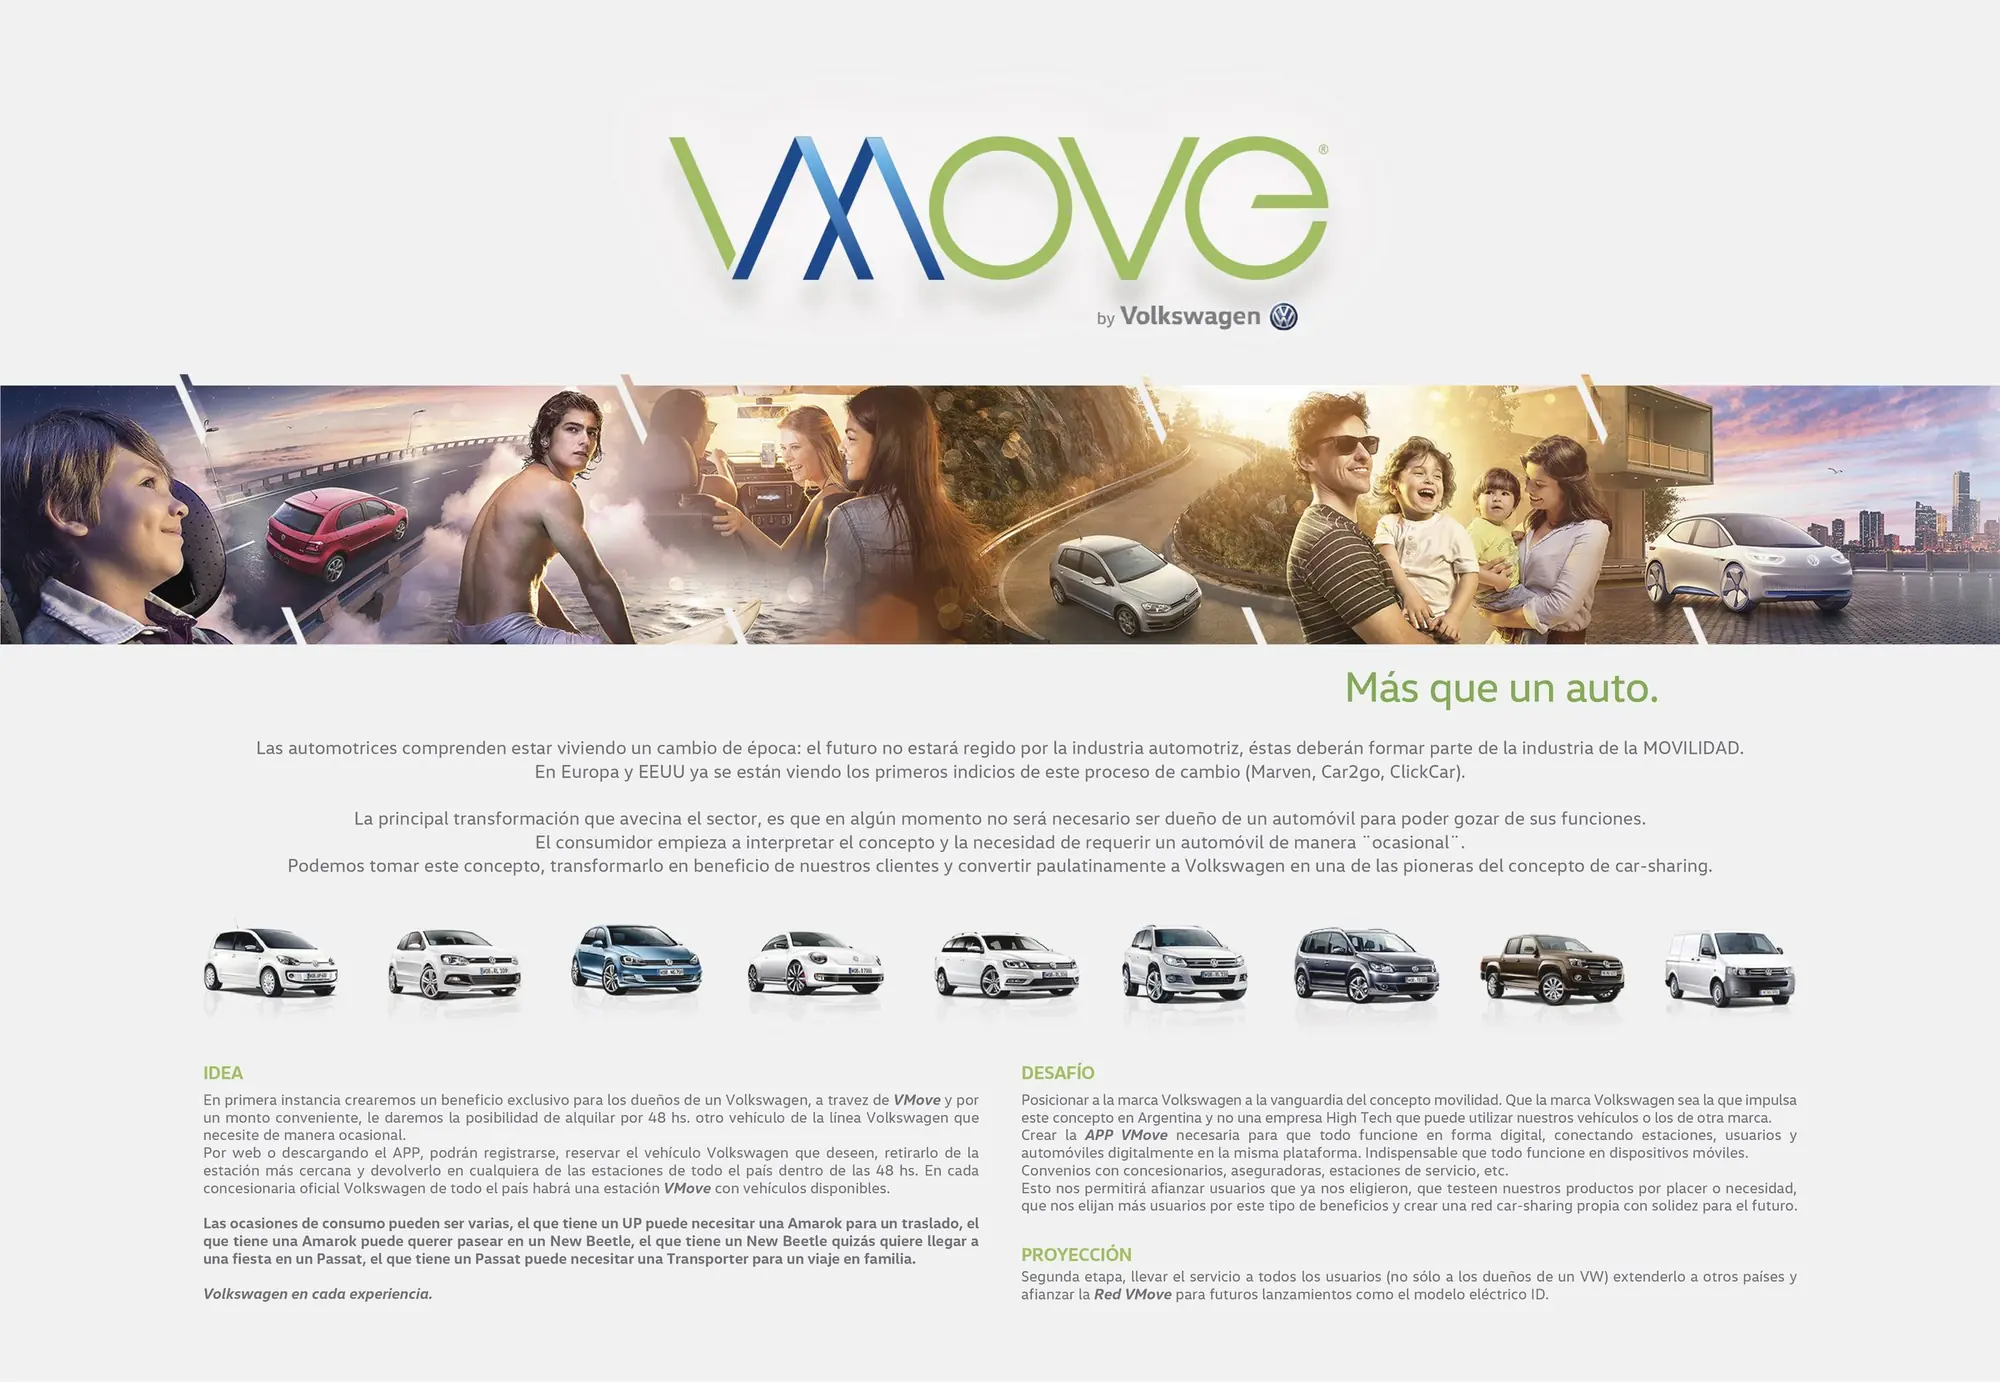 VMove®
by Volkswagen
Más que un auto.
Las automotrices comprenden estar viviendo un cambio de época: el futuro no estará regido por la industria automotriz, éstas deberán formar parte de la industria de la MOVILIDAD.
En Europa y EEUU ya se están viendo los primeros indicios de este proceso de cambio (Marven, Car2go, ClickCar).
La principal transformación que avecina el sector, es que en algún momento no será necesario ser dueño de un automóvil para poder gozar de sus funciones.
El consumidor empieza a interpretar el concepto y la necesidad de requerir un automóvil de manera ¨ocasional¨.
Podemos tomar este concepto, transformarlo en beneficio de nuestros clientes y convertir paulatinamente a Volkswagen en una de las pioneras del concepto de car-sharing.
IDEA
En primera instancia crearemos un beneficio exclusivo para los dueños de un Volkswagen, a travez de VMove y por
un monto conveniente, le daremos la posibilidad de alquilar por 48 hs. otro vehículo de la línea Volkswagen que
necesite de manera ocasional.
Por web o descargando el APP, podrán registrarse, reservar el vehículo Volkswagen que deseen, retirarlo de la
estación más cercana y devolverlo en cualquiera de las estaciones de todo el país dentro de las 48 hs. En cada
concesionaria oficial Volkswagen de todo el país habrá una estación VMove con vehículos disponibles.
Las ocasiones de consumo pueden ser varias, el que tiene un UP puede necesitar una Amarok para un traslado, el
que tiene una Amarok puede querer pasear en un New Beetle, el que tiene un New Beetle quizás quiere llegar a
una fiesta en un Passat, el que tiene un Passat puede necesitar una Transporter para un viaje en familia.
Volkswagen en cada experiencia.
DESAFÍO
Posicionar a la marca Volkswagen a la vanguardia del concepto movilidad. Que la marca Volkswagen sea la que impulsa
este concepto en Argentina y no una empresa High Tech que puede utilizar nuestros vehículos o los de otra marca.
Crear la APP VMove necesaria para que todo funcione en forma digital, conectando estaciones, usuarios y
automóviles digitalmente en la misma plataforma. Indispensable que todo funcione en dispositivos móviles.
Convenios con concesionarios, aseguradoras, estaciones de servicio, etc.
Esto nos permitirá afianzar usuarios que ya nos eligieron, que testeen nuestros productos por placer o necesidad,
que nos elijan más usuarios por este tipo de beneficios y crear una red car-sharing propia con solidez para el futuro.
PROYECCIÓN
Segunda etapa, llevar el servicio a todos los usuarios (no sólo a los dueños de un VW) extenderlo a otros países y
afianzar la Red VMove para futuros lanzamientos como el modelo eléctrico ID.